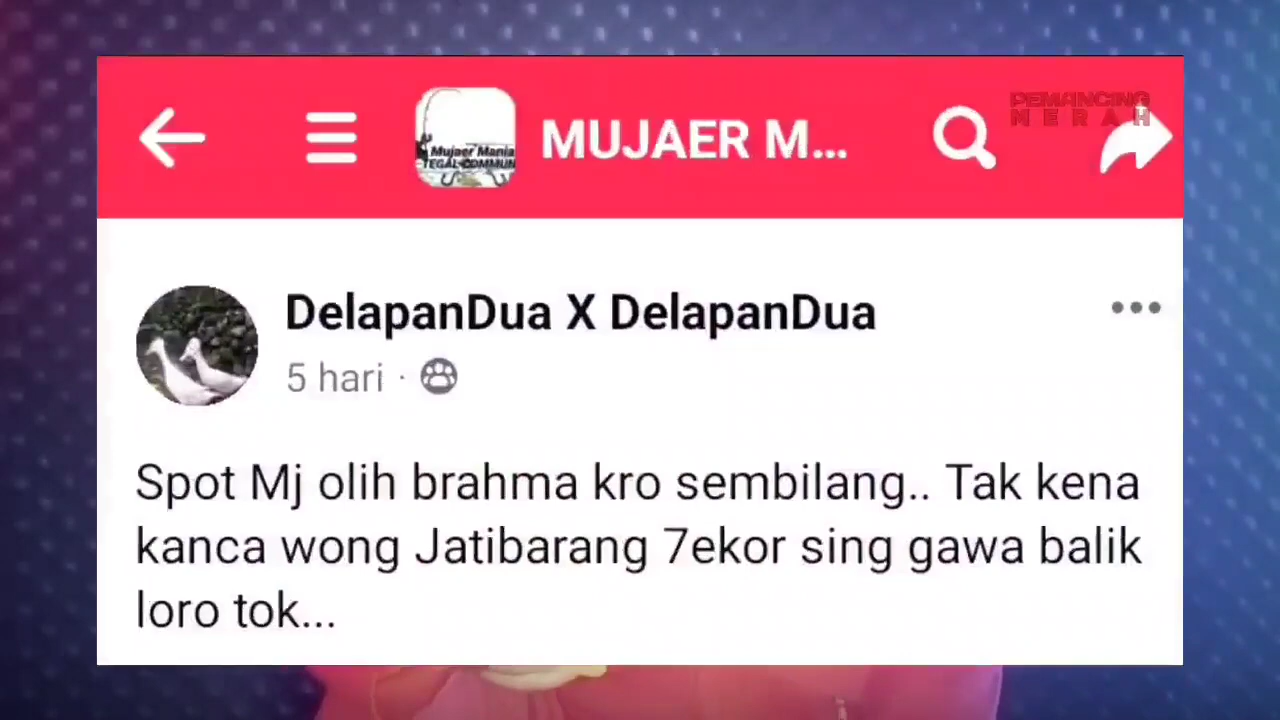 MUJAER M...
PEMANCING
MERAH
Mujaer Mania
TEGAL COMMUN
DelapanDua X DelapanDua
5 hari ·
Spot Mj olih brahma kro sembilang.. Tak kena
kanca wong Jatibarang 7ekor sing gawa balik
loro tok...